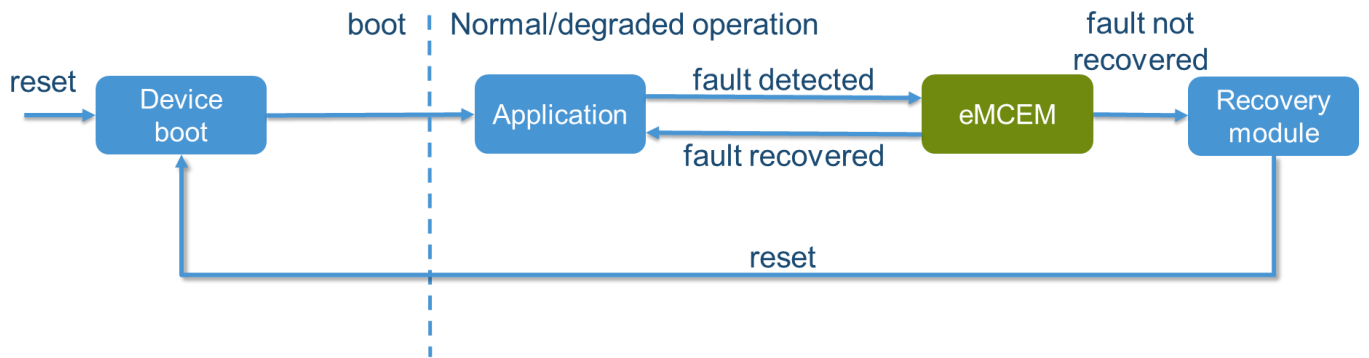 boot
Normal/degraded operation
fault not
recovered
reset
Device
boot
Application
fault detected
fault recovered
eMCEM
Recovery
module
reset